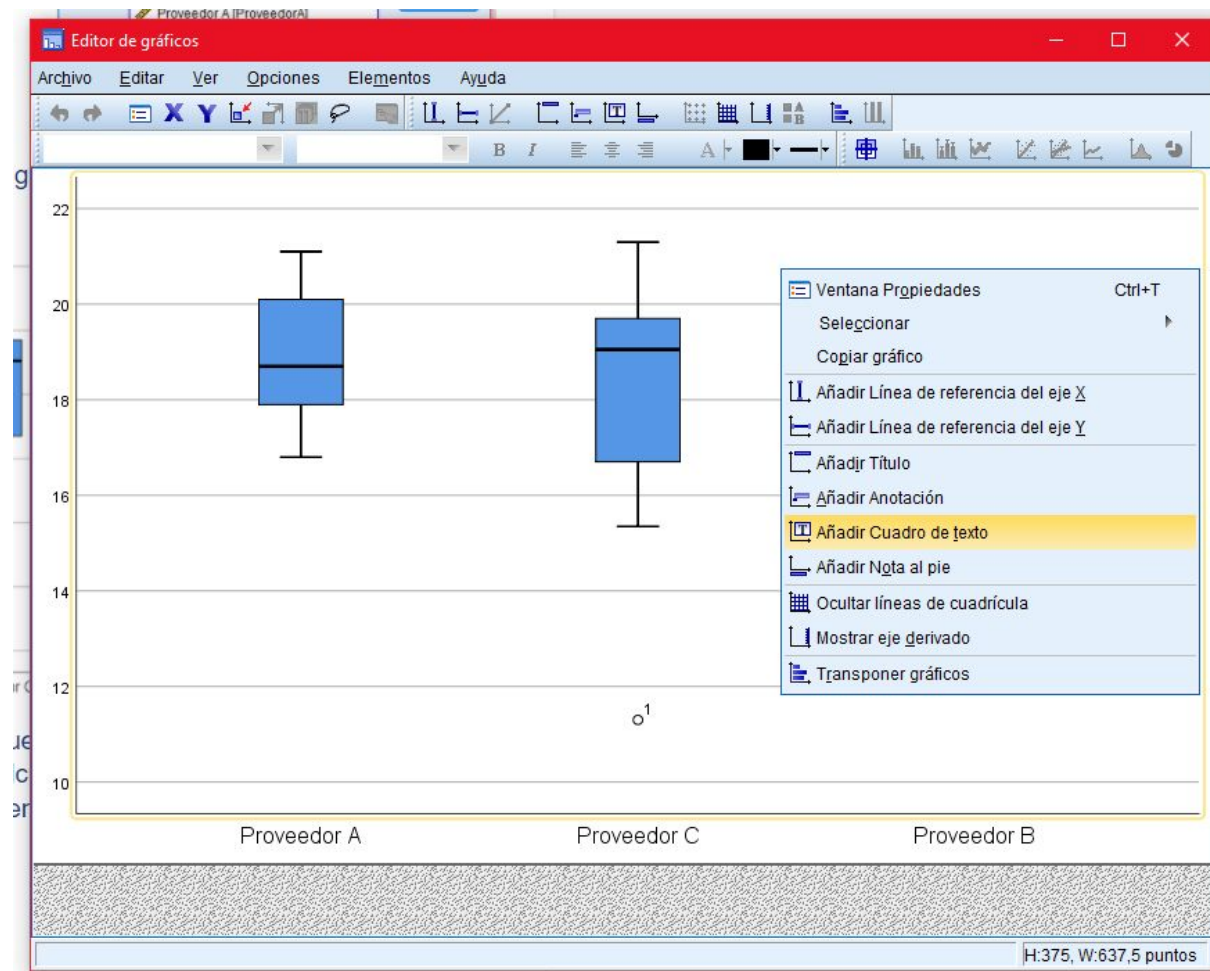 Proveedor A [ProveedorA]
Editor de gráficos
Archivo Editar Ver Opciones Elementos Ayuda
B I A
22
20
18
16
14
12
10
1
Ventana Propiedades Ctrl+T
Seleccionar
Copiar gráfico
Añadir Línea de referencia del eje X
Añadir Línea de referencia del eje Y
Añadir Título
Añadir Anotación
Añadir Cuadro de texto
Añadir Nota al pie
Ocultar líneas de cuadrícula
Mostrar eje derivado
Transponer gráficos
Proveedor A Proveedor C Proveedor B
H:375, W:637,5 puntos